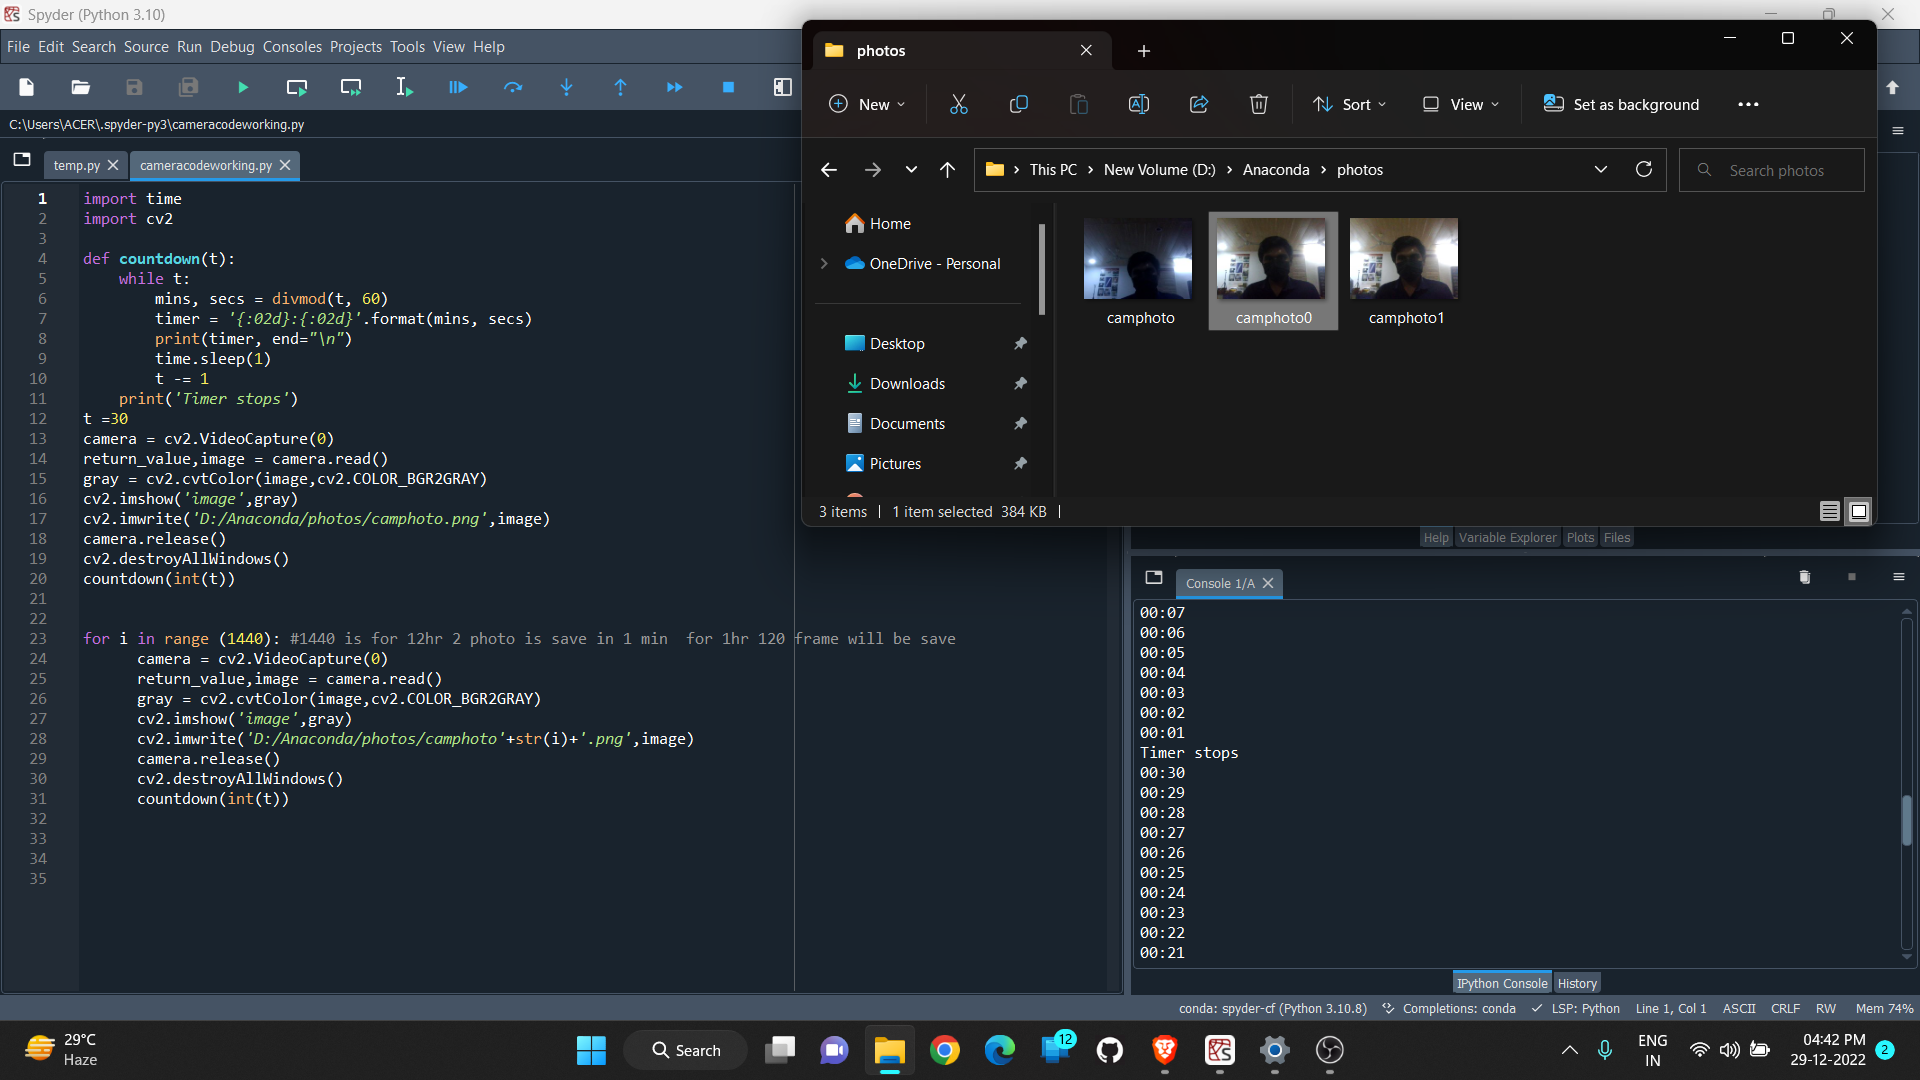 Spyder (Python 3.10)
File Edit Search Source Run Debug Consoles Projects Tools View Help
C:\Users\ACER\.spyder-py3\cameracodeworking.py
temp.py
cameracodeworking.py
1 import time
2 import cv2
3
4 def countdown(t):
5     while t:
6         mins, secs = divmod(t, 60)
7         timer = '{:02d}:{:02d}'.format(mins, secs)
8         print(timer, end="\n")
9         time.sleep(1)
10         t -= 1
11     print('Timer stops')
12 t =30
13 camera = cv2.VideoCapture(0)
14 return_value,image = camera.read()
15 gray = cv2.cvtColor(image,cv2.COLOR_BGR2GRAY)
16 cv2.imshow('image',gray)
17 cv2.imwrite('D:/Anaconda/photos/camphoto.png',image)
18 camera.release()
19 cv2.destroyAllWindows()
20 countdown(int(t))
21
22
23 for i in range (1440): #1440 is for 12hr 2 photo is save in 1 min  for 1hr 120 frame will be save
24       camera = cv2.VideoCapture(0)
25       return_value,image = camera.read()
26       gray = cv2.cvtColor(image,cv2.COLOR_BGR2GRAY)
27       cv2.imshow('image',gray)
28       cv2.imwrite('D:/Anaconda/photos/camphoto'+str(i)+'.png',image)
29       camera.release()
30       cv2.destroyAllWindows()
31       countdown(int(t))
32
33
34
35
photos
New
Sort
View
Set as background
This PC > New Volume (D:) > Anaconda > photos
Search photos
Home
OneDrive - Personal
Desktop
Downloads
Documents
Pictures
camphoto
camphoto0
camphoto1
3 items | 1 item selected 384 KB |
Help Variable Explorer Plots Files
Console 1/A
00:07
00:06
00:05
00:04
00:03
00:02
00:01
Timer stops
00:30
00:29
00:28
00:27
00:26
00:25
00:24
00:23
00:22
00:21
IPython Console History
conda: spyder-cf (Python 3.10.8) Completions: conda LSP: Python Line 1, Col 1 ASCII CRLF RW Mem 74%
29°C
Haze
Search
12
ENG
IN
04:42 PM
29-12-2022
2